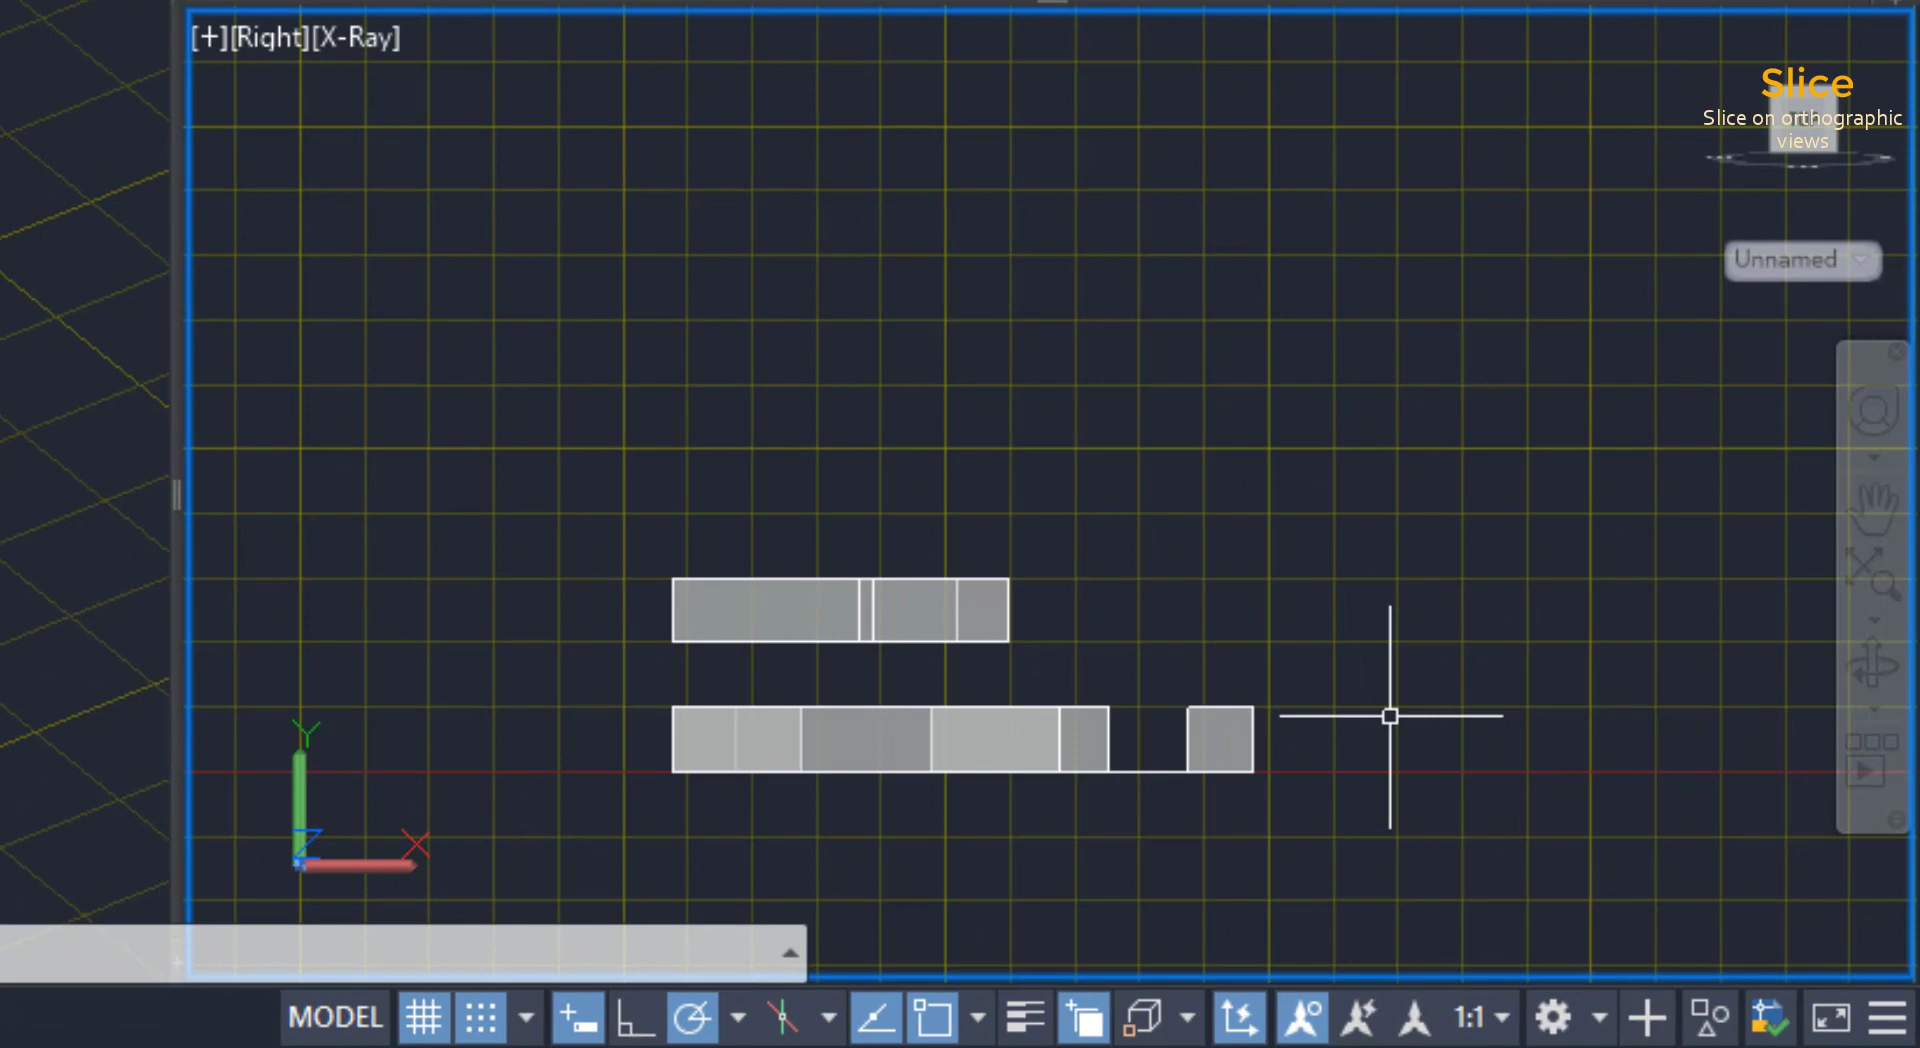 [+][Right][X-Ray]
Slice
Slice on orthographic
views
Unnamed
Y
Z
X
MODEL
1:1